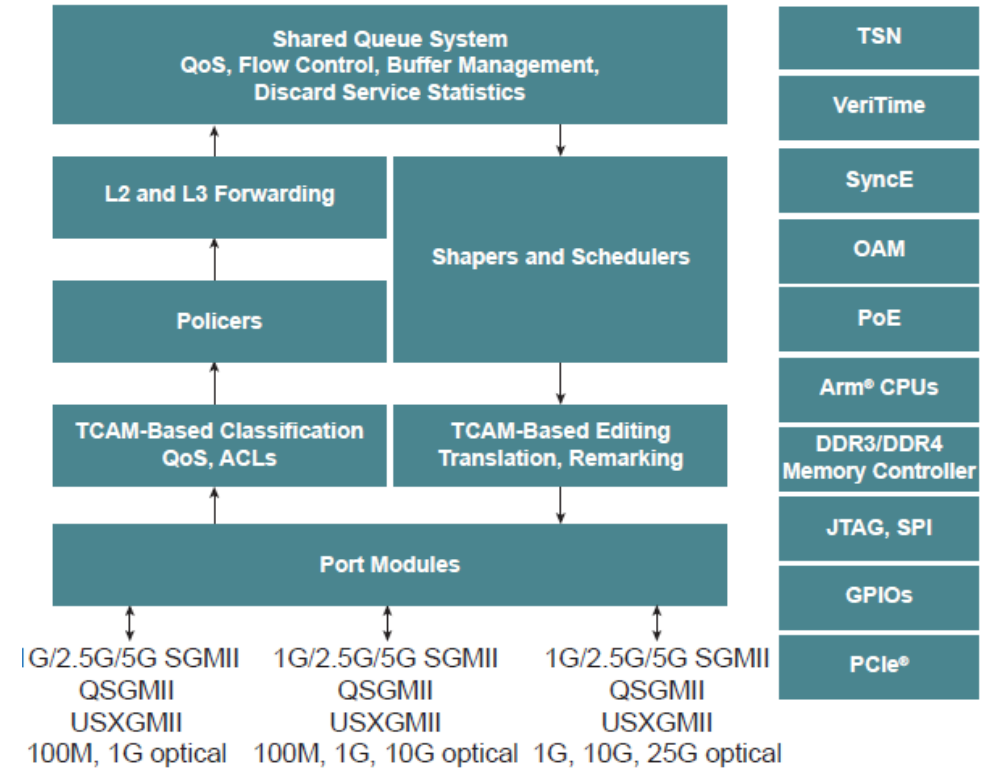 Shared Queue System
QoS, Flow Control, Buffer Management,
Discard Service Statistics
L2 and L3 Forwarding
Shapers and Schedulers
Policers
TCAM-Based Classification
QoS, ACLs
TCAM-Based Editing
Translation, Remarking
Port Modules
1G/2.5G/5G SGMII
QSGMII
USXGMII
100M, 1G optical
1G/2.5G/5G SGMII
QSGMII
USXGMII
100M, 1G, 10G optical
1G/2.5G/5G SGMII
QSGMII
USXGMII
1G, 10G, 25G optical
TSN
VeriTime
SyncE
OAM
PoE
Arm® CPUs
DDR3/DDR4
Memory Controller
JTAG, SPI
GPIOs
PCIe®